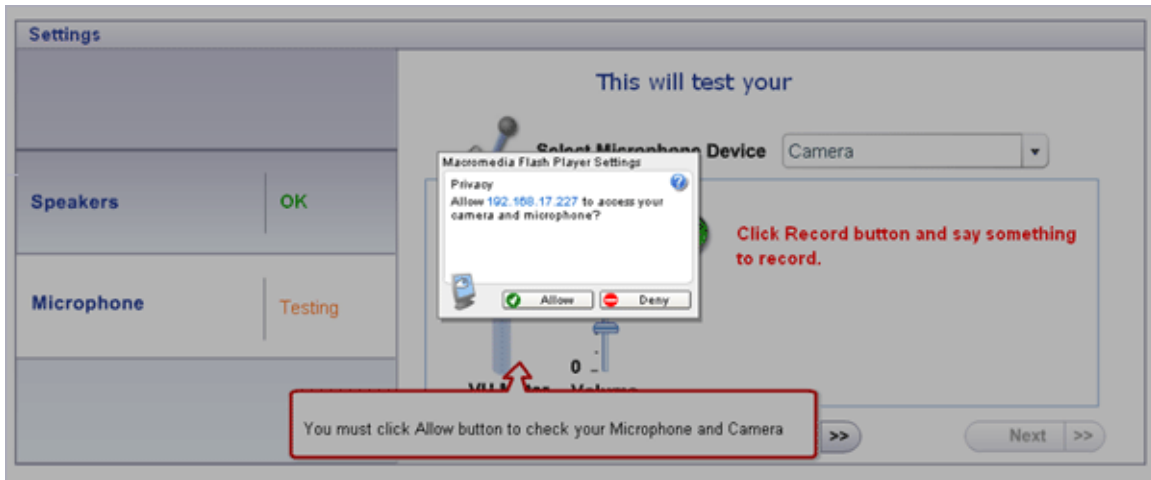 Settings
This will test your
Select Microphone Device
Camera
Macromedia Flash Player Settings
Privacy
Allow 192.168.17.227 to access your
camera and microphone?
Allow
Deny
Speakers
OK
Click Record button and say something
to record.
Microphone
Testing
0
Volume
You must click Allow button to check your Microphone and Camera
>>
Next >>